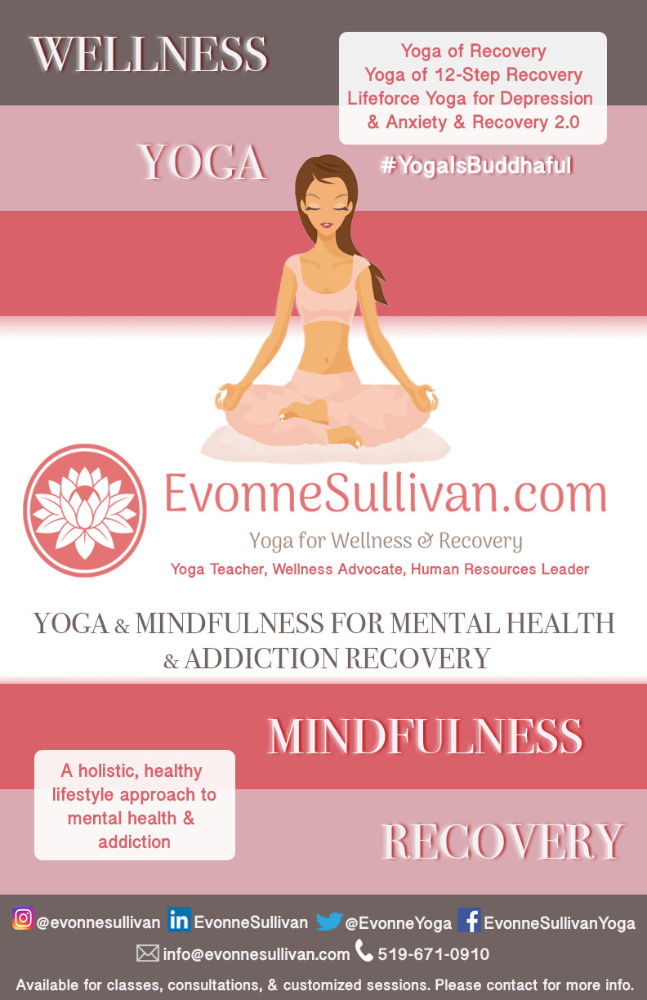 WELLNESS
Yoga of Recovery
Yoga of 12-Step Recovery
Lifeforce Yoga for Depression
& Anxiety & Recovery 2.0
YOGA
#YogaIsBuddhaful
EvonneSullivan.com
Yoga for Wellness & Recovery
Yoga Teacher, Wellness Advocate, Human Resources Leader
YOGA & MINDFULNESS FOR MENTAL HEALTH
& ADDICTION RECOVERY
MINDFULNESS
A holistic, healthy
lifestyle approach to
mental health &
addiction
RECOVERY
@evonnesullivan in EvonneSullivan @EvonneYoga f EvonneSullivanYoga
info@evonnesullivan.com 519-671-0910
Available for classes, consultations, & customized sessions. Please contact for more info.